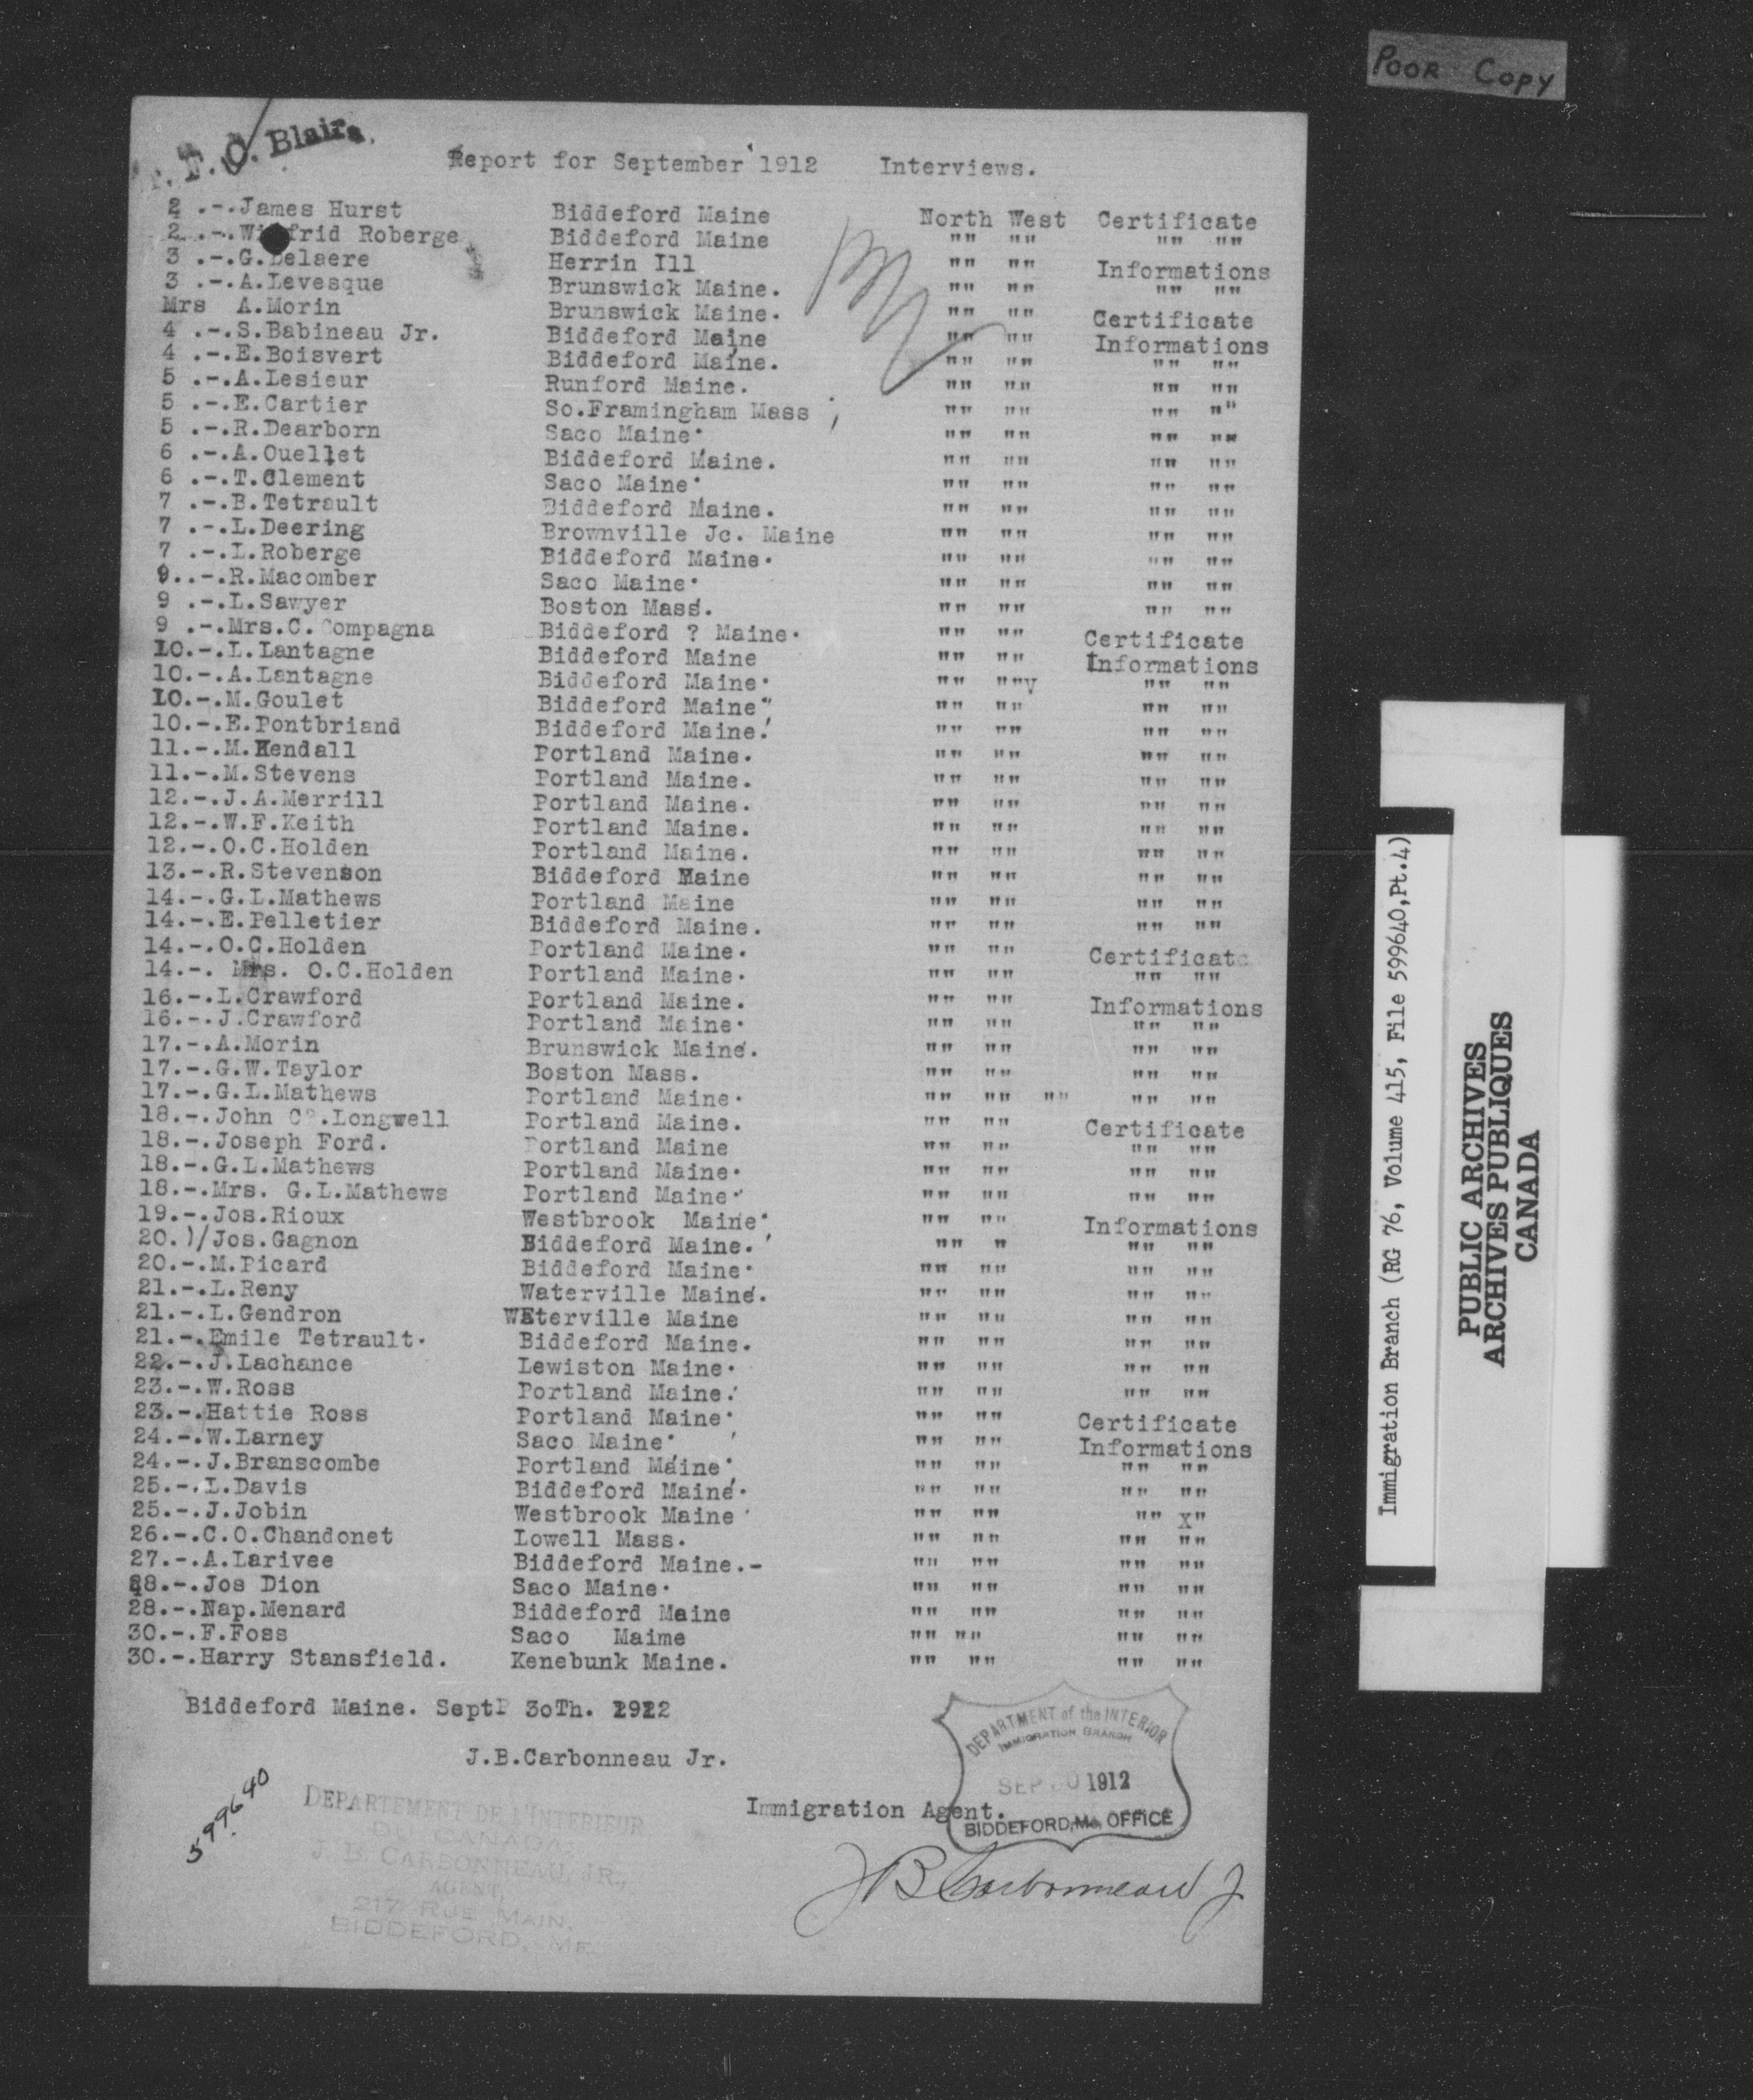 POOR COPY
F. C. Blair.
Report for September 1912 Interviews.
2 .-.James Hurst Biddeford Maine North West Certificate
2 .-.Wilfrid Roberge Biddeford Maine "" "" "" ""
3 .-.G.Delaere Herrin Ill "" "" Informations
3 .-.A.Levesque Brunswick Maine. "" "" "" ""
Mrs A.Morin Brunswick Maine. "" "" Certificate
4 .-.S.Babineau Jr. Biddeford Maine "" "" Informations
4 .-.E.Boisvert Biddeford Maine. "" "" "" ""
5 .-.A.Lesieur Runford Maine. "" "" "" ""
5 .-.E.Cartier So.Framingham Mass "" "" "" ""
5 .-.R.Dearborn Saco Maine. "" "" "" ""
6 .-.A.Ouellet Biddeford Maine. "" "" "" ""
6 .-.T.Clement Saco Maine. "" "" "" ""
7 .-.B.Tetrault Biddeford Maine. "" "" "" ""
7 .-.L.Deering Brownville Jc. Maine "" "" "" ""
7 .-.L.Roberge Biddeford Maine. "" "" "" ""
9..-.R.Macomber Saco Maine. "" "" "" ""
9 .-.L.Sawyer Boston Mass. "" "" "" ""
9 .-.Mrs.C.Compagna Biddeford ? Maine. "" "" Certificate
10.-.L.Lantagne Biddeford Maine "" "" Informations
10.-.A.Lantagne Biddeford Maine. "" ""v "" ""
10.-.M.Goulet Biddeford Maine" "" "" "" ""
10.-.E.Pontbriand Biddeford Maine. "" "" "" ""
11.-.M.Kendall Portland Maine. "" "" "" ""
11.-.M.Stevens Portland Maine. "" "" "" ""
12.-.J.A.Merrill Portland Maine. "" "" "" ""
12.-.W.F.Keith Portland Maine. "" "" "" ""
12.-.O.C.Holden Portland Maine. "" "" "" ""
13.-.R.Stevenson Biddeford Maine "" "" "" ""
14.-.G.L.Mathews Portland Maine "" "" "" ""
14.-.E.Pelletier Biddeford Maine. "" "" "" ""
14.-.O.C.Holden Portland Maine. "" "" Certificate
14.-. Mrs. O.C.Holden Portland Maine. "" "" "" ""
16.-.L.Crawford Portland Maine. "" "" Informations
16.-.J.Crawford Portland Maine. "" "" "" ""
17.-.A.Morin Brunswick Maine. "" "" "" ""
17.-.G.W.Taylor Boston Mass. "" "" "" ""
17.-.G.L.Mathews Portland Maine. "" "" "" "" ""
18.-.John C.Longwell Portland Maine. "" "" Certificate
18.-.Joseph Ford. Portland Maine "" "" "" ""
18.-.G.L.Mathews Portland Maine. "" "" "" ""
18.-.Mrs. G.L.Mathews Portland Maine. "" "" "" ""
19.-.Jos.Rioux Westbrook Maine. "" "" Informations
20.)/Jos.Gagnon Biddeford Maine. "" " "" ""
20.-.M.Picard Biddeford Maine. "" "" "" ""
21.-.L.Reny Waterville Maine. "" "" "" ""
21.-.L.Gendron Waterville Maine "" "" "" ""
21.-.Emile Tetrault. Biddeford Maine. "" "" "" ""
22.-.J.Lachance Lewiston Maine. "" "" "" ""
23.-.W.Ross Portland Maine. "" "" "" ""
23.-.Hattie Ross Portland Maine. "" "" Certificate
24.-.W.Larney Saco Maine. "" "" Informations
24.-.J.Branscombe Portland Maine. "" "" "" ""
25.-.L.Davis Biddeford Maine. "" "" "" ""
25.-.J.Jobin Westbrook Maine "" "" "" X"
26.-.C.O.Chandonet Lowell Mass. "" "" "" ""
27.-.A.Larivee Biddeford Maine.- "" "" "" ""
28.-.Jos Dion Saco Maine. "" "" "" ""
28.-.Nap.Menard Biddeford Maine "" "" "" ""
30.-.F.Foss Saco Maime "" "" "" ""
30.-.Harry Stansfield. Kenebunk Maine. "" "" "" ""
Biddeford Maine. Sept 30Th. 1912
J.B.Carbonneau Jr.
Immigration Agent.
DEPARTMENT of the INTERIOR
IMMIGRATION BRANCH
SEP 30 1912
BIDDEFORD, Me, OFFICE
J B Carbonneau J
599640
DEPARTEMENT DE L'INTERIEUR
DU CANADA
J. B. CARBONNEAU, JR.,
AGENT,
217 RUE MAIN,
BIDDEFORD, ME.
Immigration Branch (RG 76, Volume 415, File 599640,Pt.4)
PUBLIC ARCHIVES
ARCHIVES PUBLIQUES
CANADA